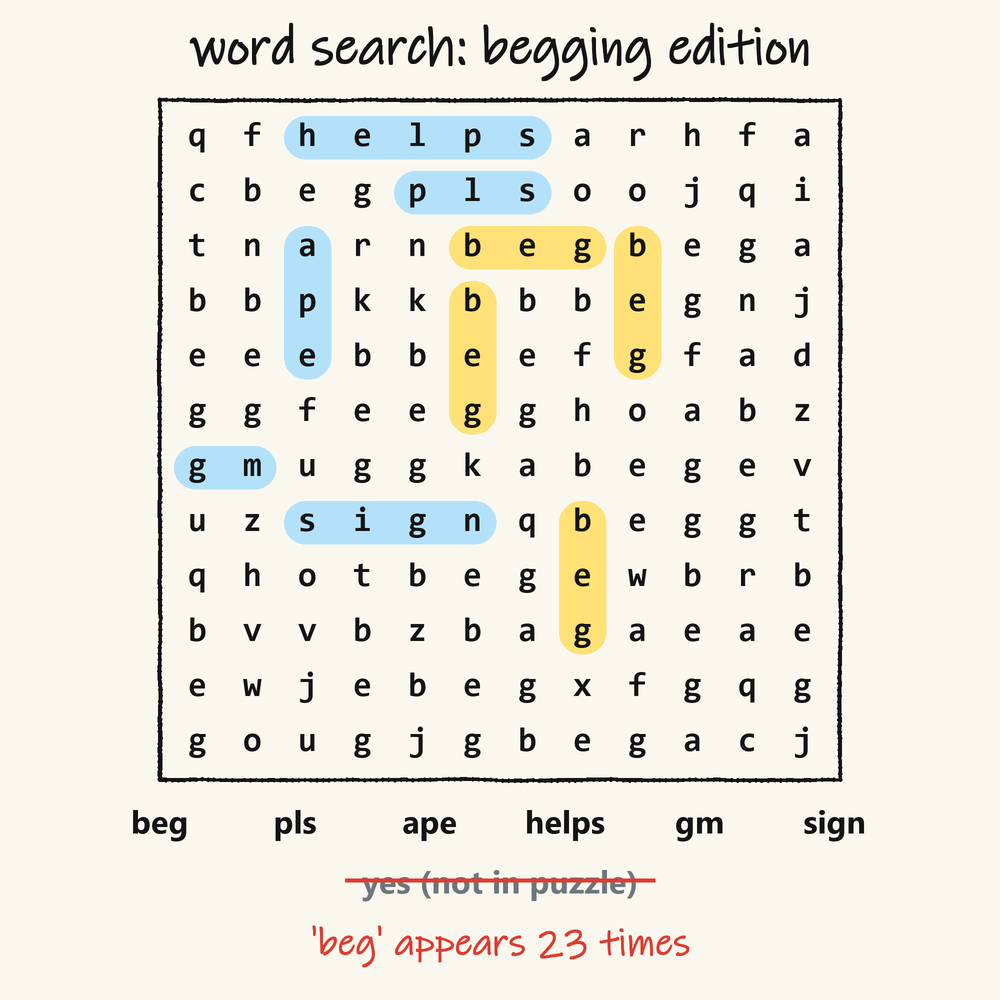 word search: begging edition
q f h e l p s a r h f a
c b e g p l s o o j q i
t n a r n b e g b e g a
b b p k k b b b e g n j
e e e b b e e f g f a d
g g f e e g g h o a b z
g m u g g k a b e g e v
u z s i g n q b e g g t
q h o t b e g e w b r b
b v v b z b a g a e a e
e w j e b e g x f g q g
g o u g j g b e g a c j
beg pls ape helps gm sign
yes (not in puzzle)
'beg' appears 23 times